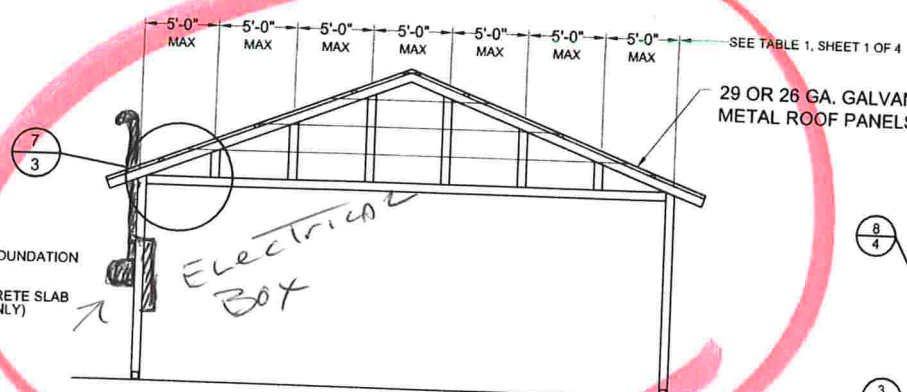 5'-0" 5'-0" 5'-0" 5'-0" 5'-0" 5'-0" 5'-0"
MAX MAX MAX MAX MAX MAX MAX
SEE TABLE 1, SHEET 1 OF 4
29 OR 26 GA. GALVAN
METAL ROOF PANELS
7
3
8
4
OUNDATION
RETE SLAB
NLY)
ELECTRICAL
BOX
3